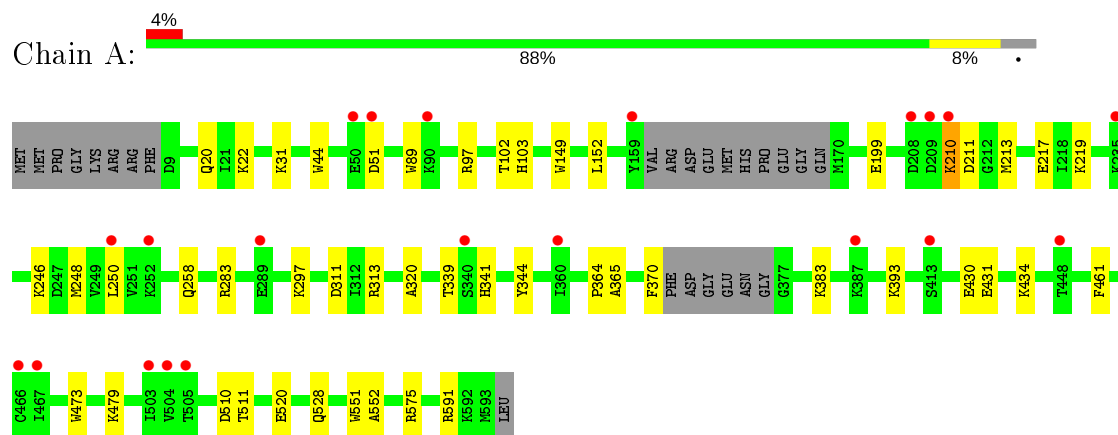 4%
Chain A:
88% 8% •
MET MET PRO GLY LYS ARG ARG PHE D9 Q20 I21 K22 K31 W44 E50 D51 W89 K90 R97 T102 H103 W149 L152 Y159 VAL ARG ASP GLU MET HIS PRO GLU GLY GLN M170 E199 D208 D209 K210 D211 G212 M213 E217 I218 K219 K235
K246 D247 M248 V249 L250 V251 K252 Q258 R283 E289 K297 D311 I312 R313 A320 T339 S340 H341 Y344 I360 P364 A365 F370 PHE ASP GLY GLU ASN GLY G377 K383 K387 K393 S413 E430 E431 K434 T448 F461
C466 I467 W473 K479 I503 V504 T505 D510 T511 E520 Q528 W551 A552 R575 R591 K592 M593 LEU